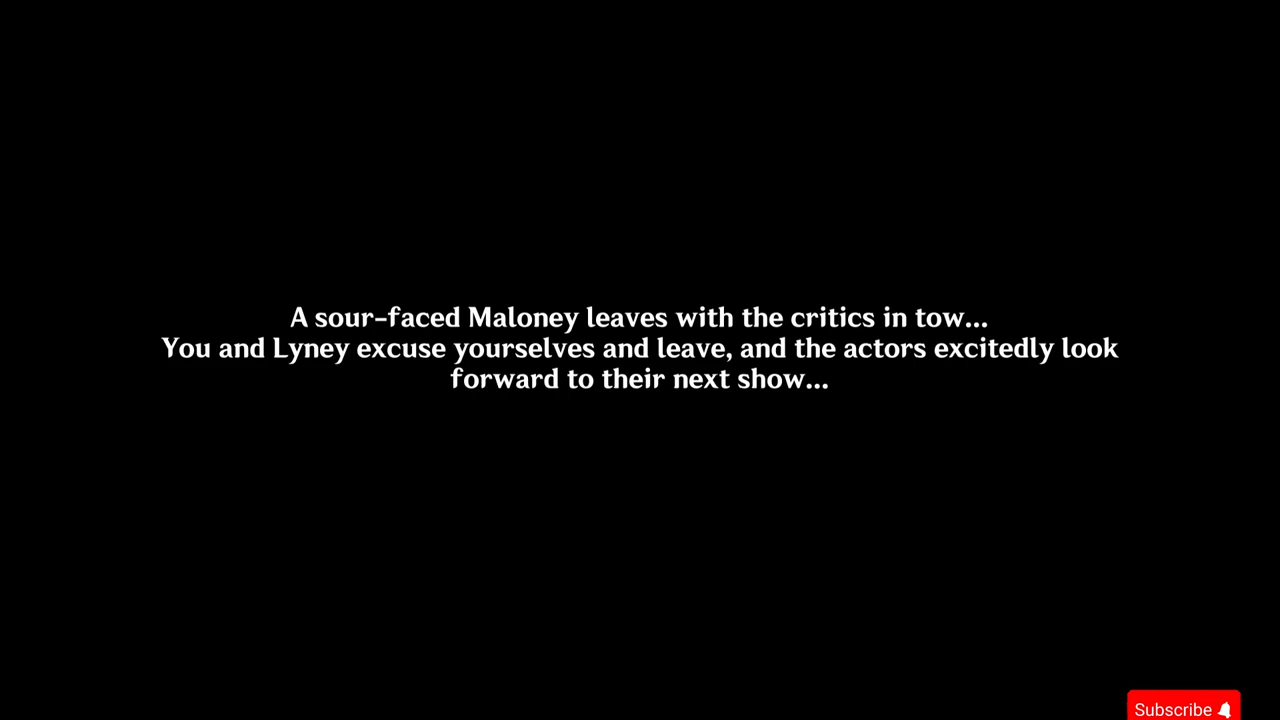 A sour-faced Maloney leaves with the critics in tow...
You and Lyney excuse yourselves and leave, and the actors excitedly look
forward to their next show...
Subscribe